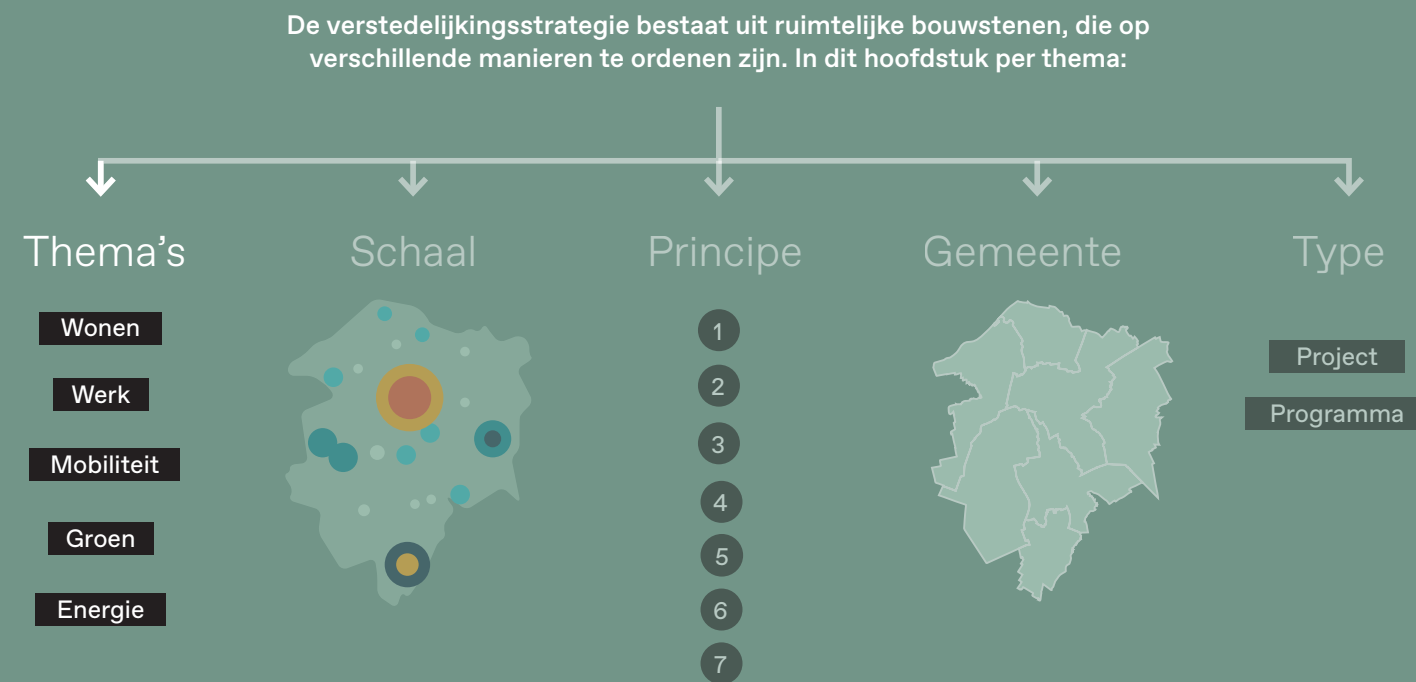 De verstedelijkingsstrategie bestaat uit ruimtelijke bouwstenen, die op
verschillende manieren te ordenen zijn. In dit hoofdstuk per thema:
Thema's
Schaal
Principe
Gemeente
Type
Wonen
Werk
Mobiliteit
Groen
Energie
1
2
3
4
5
6
7
Project
Programma